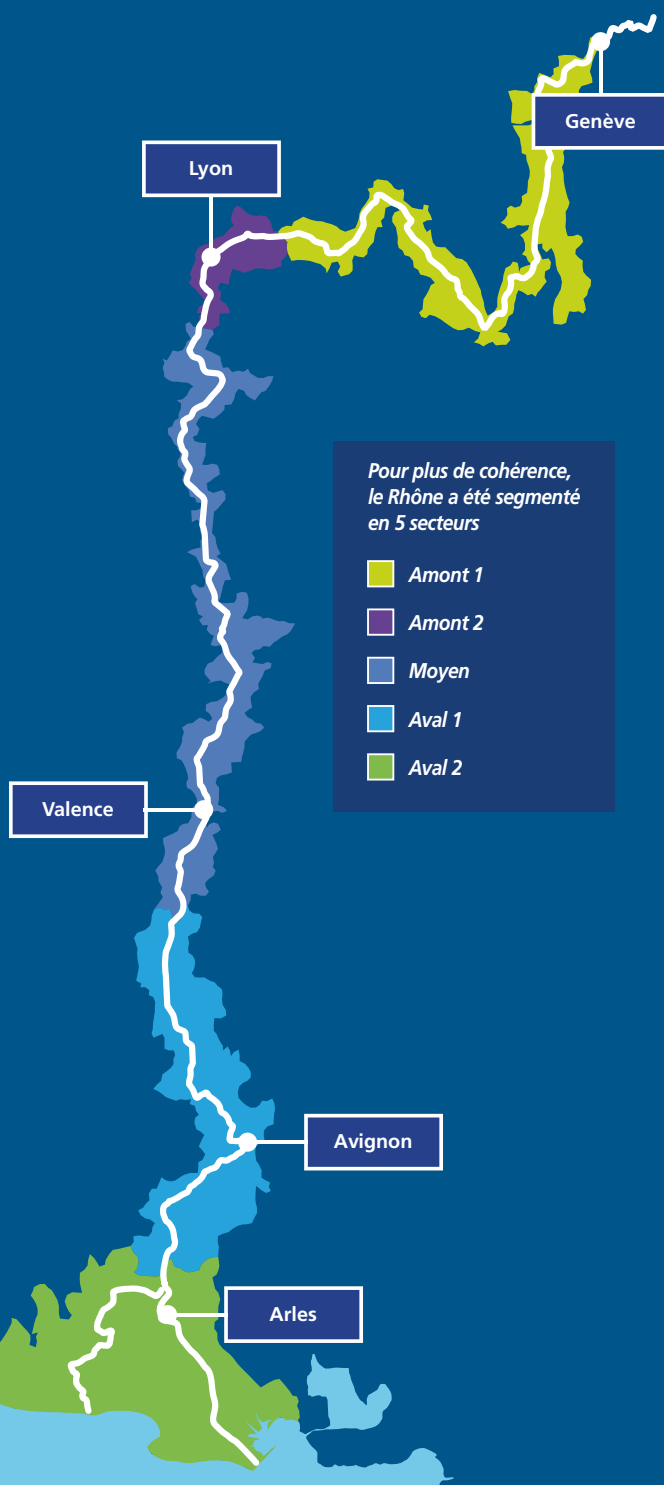 Genève
Lyon
Pour plus de cohérence,
le Rhône a été segmenté
en 5 secteurs
Amont 1
Amont 2
Moyen
Aval 1
Aval 2
Valence
Avignon
Arles